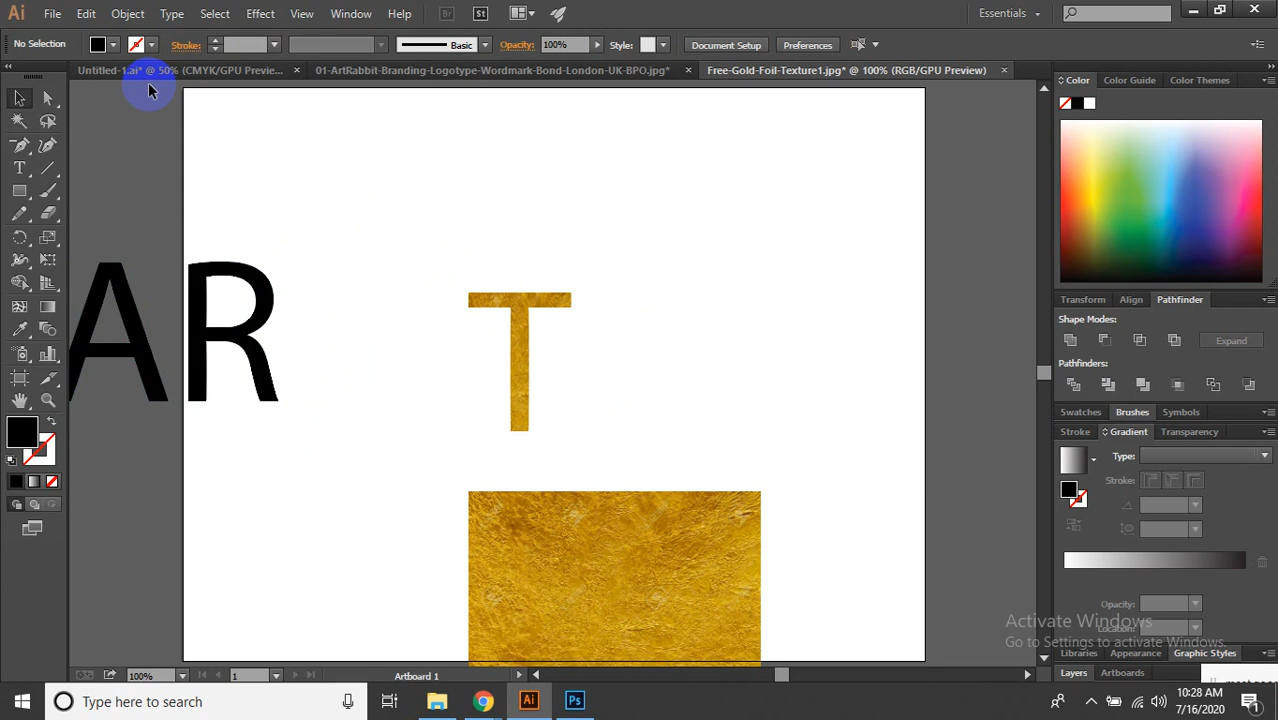 Ai File Edit Object Type Select Effect View Window Help Br St Essentials
No Selection Stroke: Basic Opacity: 100% Style: Document Setup Preferences
Untitled-1.ai* @ 50% (CMYK/GPU Previe... × 01-ArtRabbit-Branding-Logotype-Wordmark-Bond-London-UK-BPO.jpg* × Free-Gold-Foil-Texture1.jpg* @ 100% (RGB/GPU Preview) ×
Color Color Guide Color Themes
AR T
Transform Align Pathfinder
Shape Modes:
Expand
Pathfinders:
Swatches Brushes Symbols
Stroke Gradient Transparency
Type:
Stroke:
Opacity:
Location:
Activate Windows
Go to Settings to activate Windows.
Libraries Appearance Graphic Styles
Layers Artboards
100% 1 Artboard 1
Type here to search Ai Ps 10:28 AM
7/16/2020